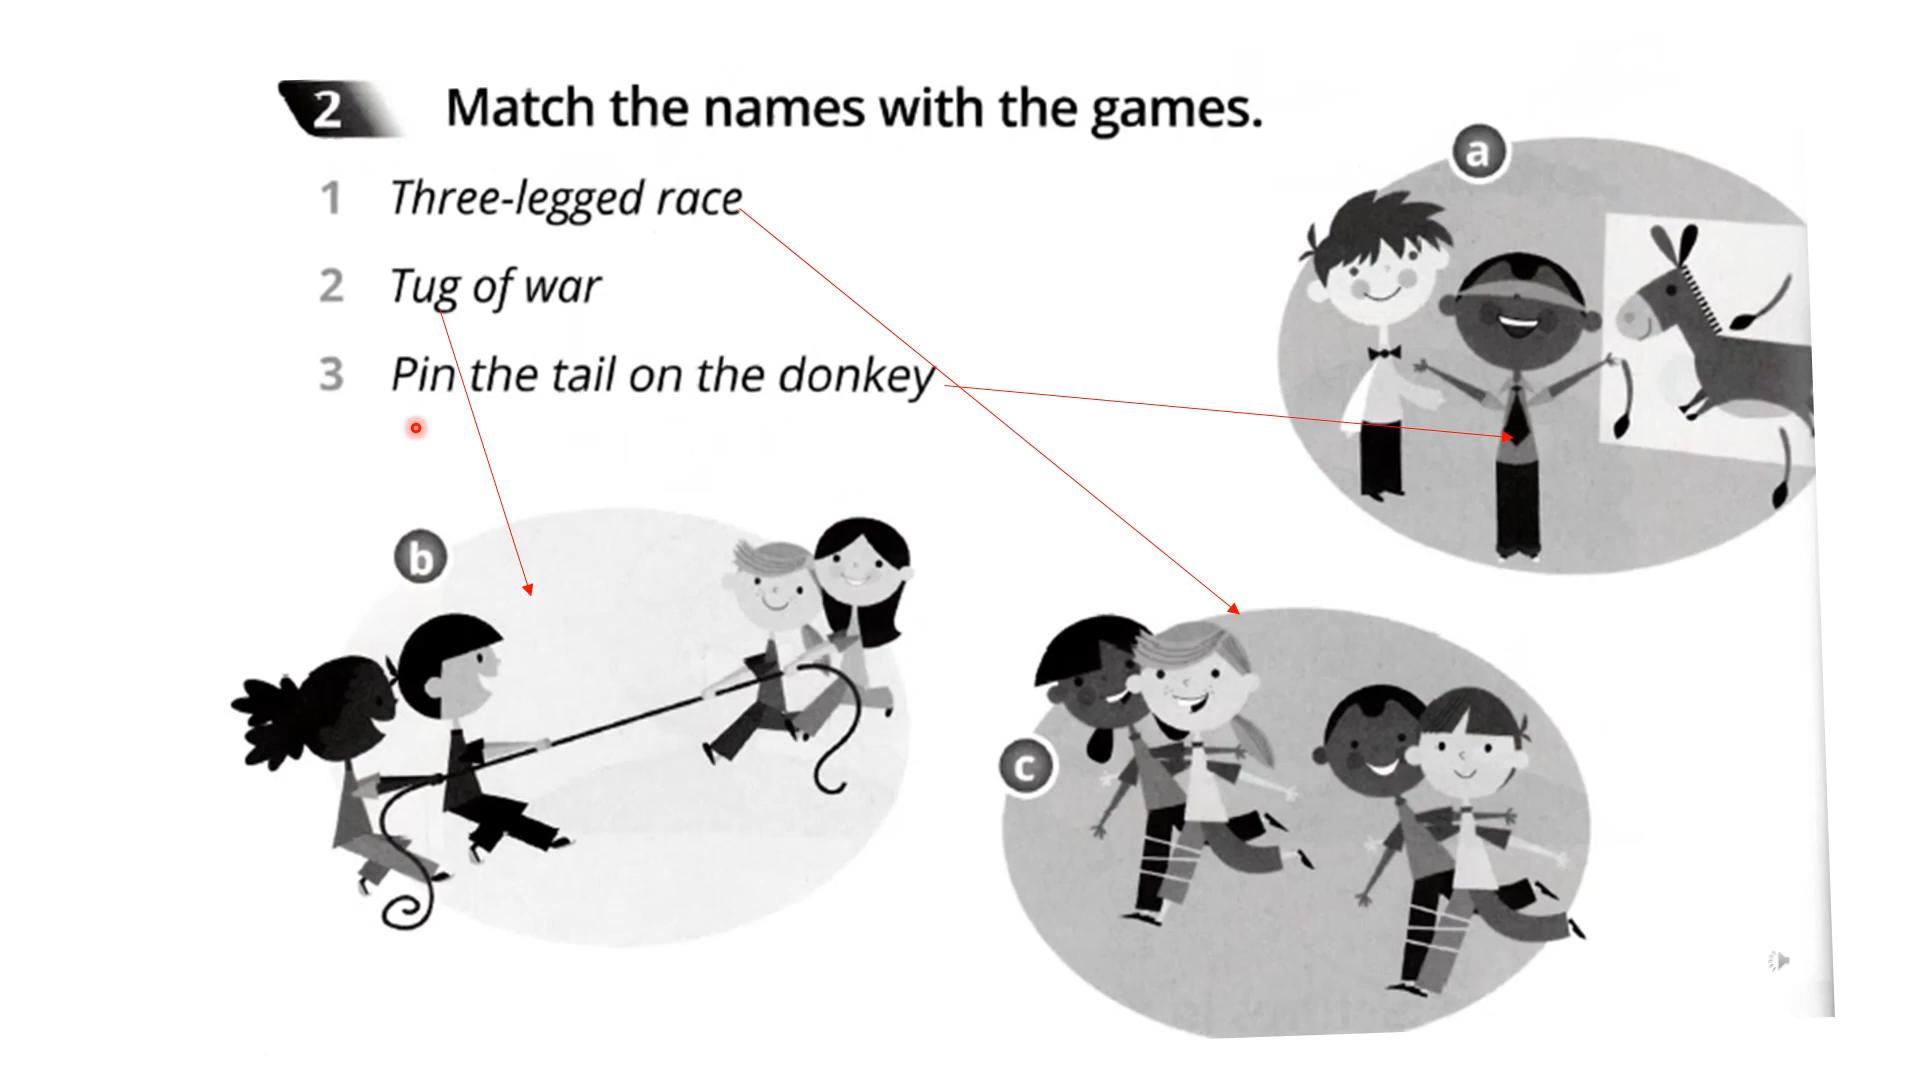 2 Match the names with the games.
1 Three-legged race
2 Tug of war
3 Pin the tail on the donkey
a
b
c